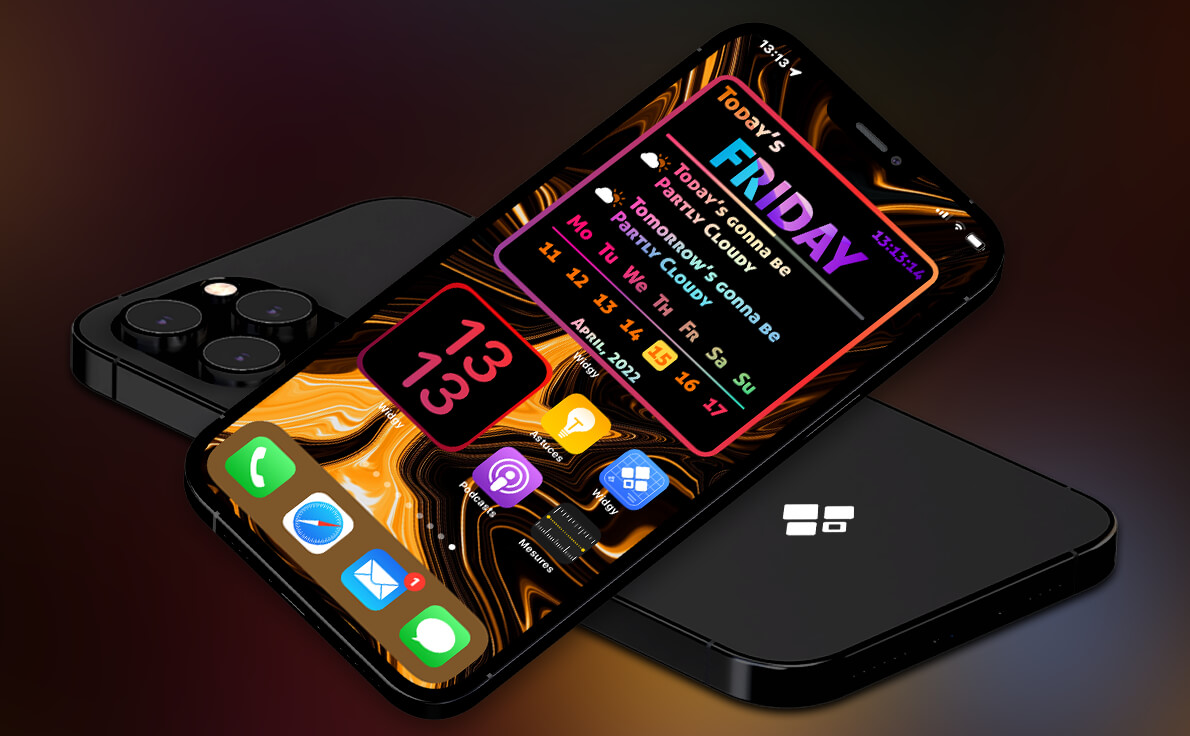 13:13
Today's
FRIDAY
13:13:14
Today's gonna be
Partly Cloudy
Tomorrow's gonna be
Partly Cloudy
Mo Tu We Th Fr Sa Su
11 12 13 14 15 16 17
April, 2022
Widgy
13
13
Widgy
Astuces
Widgy
Podcasts
Mesures
1